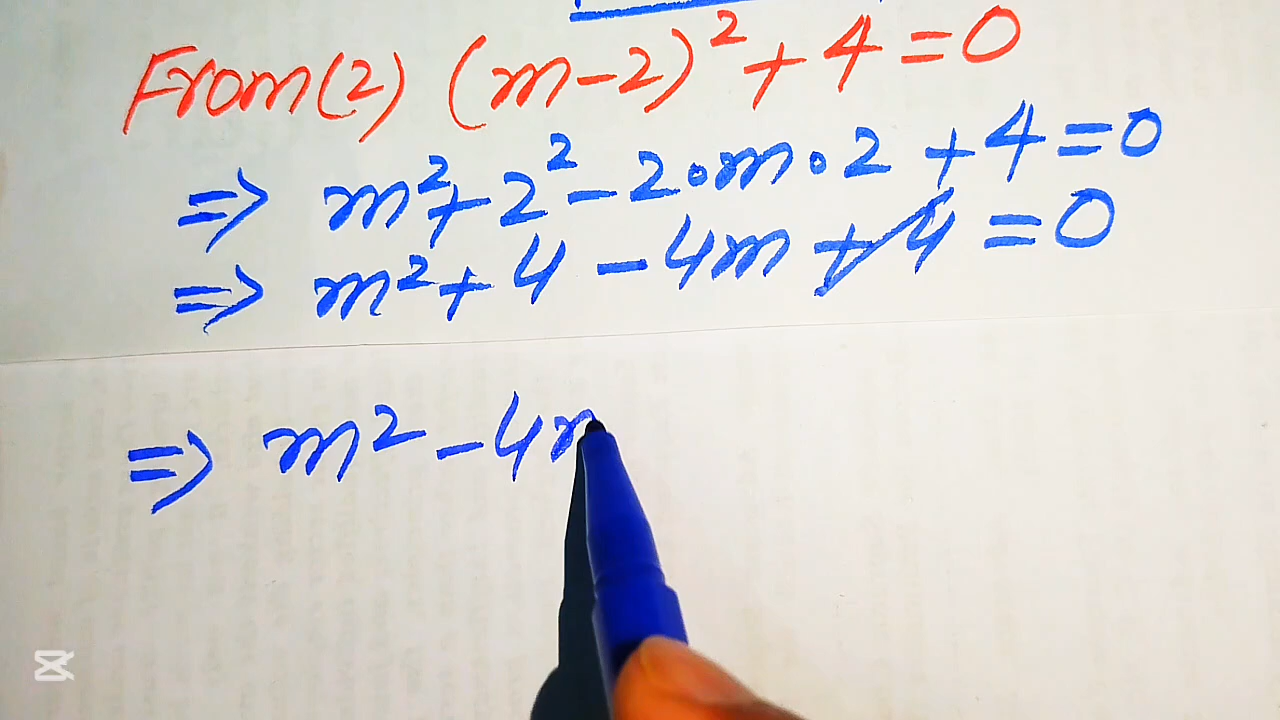 From(2) (m-2)² + 4 = 0
⇒ m² + 2² - 2·m·2 + 4 = 0
⇒ m² + 4 - 4m + 4 = 0
⇒ m² - 4m